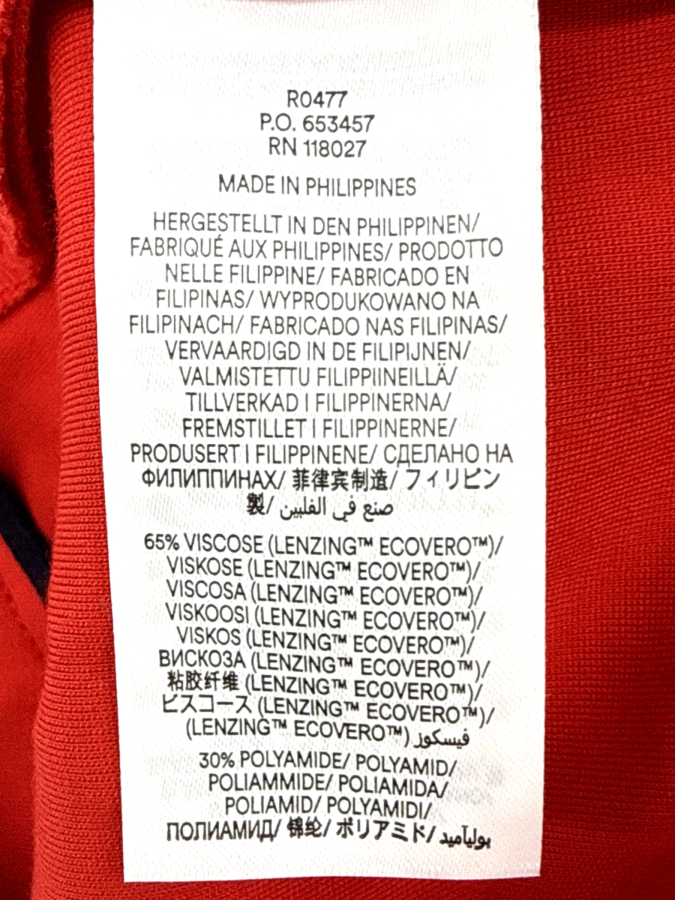 R0477
P.O. 653457
RN 118027
MADE IN PHILIPPINES
HERGESTELLT IN DEN PHILIPPINEN/
FABRIQUÉ AUX PHILIPPINES/ PRODOTTO
NELLE FILIPPINE/ FABRICADO EN
FILIPINAS/ WYPRODUKOWANO NA
FILIPINACH/ FABRICADO NAS FILIPINAS/
VERVAARDIGD IN DE FILIPIJNEN/
VALMISTETTU FILIPPIINEILLÄ/
TILLVERKAD I FILIPPINERNA/
FREMSTILLET I FILIPPINERNE/
PRODUSERT I FILIPPINENE/ СДЕЛАНО НА
ФИЛИППИНАХ/ 菲律宾制造/ フィリピン
製/ صنع في الفلبين
65% VISCOSE (LENZING™ ECOVERO™)/
VISKOSE (LENZING™ ECOVERO™)/
VISCOSA (LENZING™ ECOVERO™)/
VISKOOSI (LENZING™ ECOVERO™)/
VISKOS (LENZING™ ECOVERO™)/
ВИСКОЗА (LENZING™ ECOVERO™)/
粘胶纤维 (LENZING™ ECOVERO™)/
ビスコース (LENZING™ ECOVERO™)/
(LENZING™ ECOVERO™) فيسكوز
30% POLYAMIDE/ POLYAMID/
POLIAMMIDE/ POLIAMIDA/
POLIAMID/ POLYAMIDI/
ПОЛИАМИД/ 锦纶/ ポリアミド/ بوليآميد